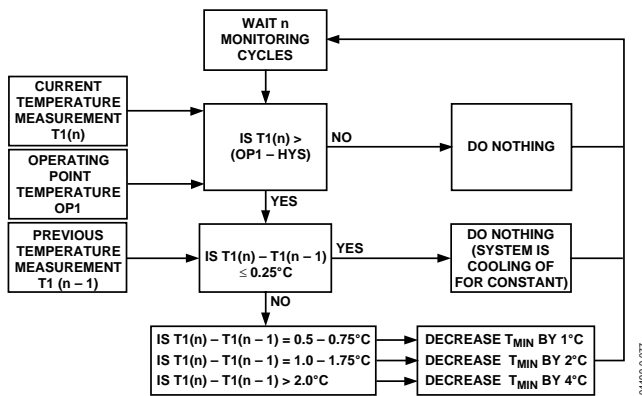 WAIT n
MONITORING
CYCLES
CURRENT
TEMPERATURE
MEASUREMENT
T1(n)
IS T1(n) >
(OP1 – HYS)
NO
DO NOTHING
OPERATING
POINT
TEMPERATURE
OP1
YES
PREVIOUS
TEMPERATURE
MEASUREMENT
T1 (n – 1)
IS T1(n) – T1(n – 1)
≤ 0.25°C
YES
DO NOTHING
(SYSTEM IS
COOLING OF
FOR CONSTANT)
NO
IS T1(n) – T1(n – 1) = 0.5 – 0.75°C
DECREASE TMIN BY 1°C
IS T1(n) – T1(n – 1) = 1.0 – 1.75°C
DECREASE TMIN BY 2°C
IS T1(n) – T1(n – 1) > 2.0°C
DECREASE TMIN BY 4°C